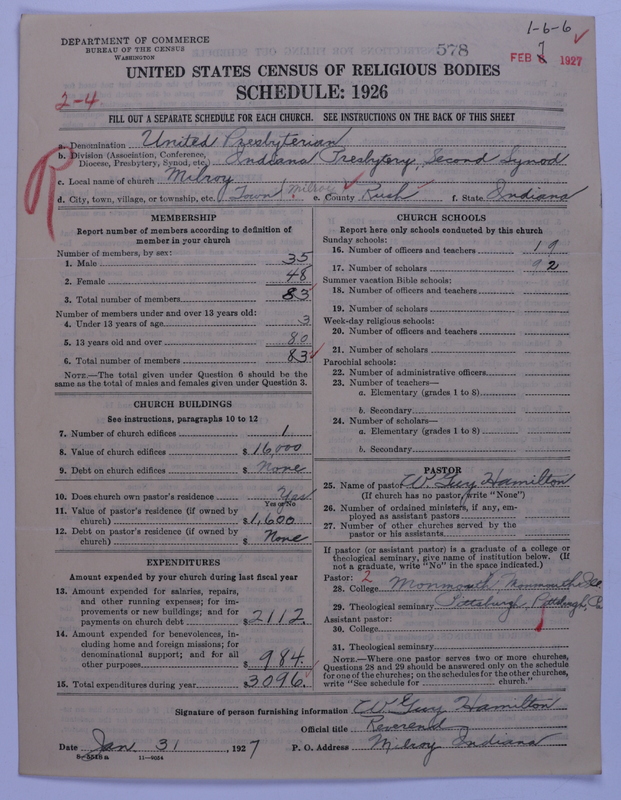 1-6-6
DEPARTMENT OF COMMERCE
BUREAU OF THE CENSUS
WASHINGTON
578
FEB 7 1927
UNITED STATES CENSUS OF RELIGIOUS BODIES
SCHEDULE: 1926
2-4
FILL OUT A SEPARATE SCHEDULE FOR EACH CHURCH. SEE INSTRUCTIONS ON THE BACK OF THIS SHEET
R
a. Denomination United Presbyterian
b. Division (Association, Conference, Diocese, Presbytery, Synod, etc.) Indiana Presbytery, Second Synod
c. Local name of church Milroy
d. City, town, village, or township, etc. (Town) Milroy e. County Rush f. State Indiana
MEMBERSHIP
Report number of members according to definition of
member in your church
Number of members, by sex:
1. Male 35
2. Female 48
3. Total number of members 83
Number of members under and over 13 years old:
4. Under 13 years of age 3
5. 13 years old and over 80
6. Total number of members 83
NOTE.—The total given under Question 6 should be
same as the total of males and females given under Question 3.
CHURCH BUILDINGS
See instructions, paragraphs 10 to 12
7. Number of church edifices 1
8. Value of church edifices $16,000
9. Debt on church edifices $ None
10. Does church own pastor's residence Yes
Yes or No
11. Value of pastor's residence (if owned by
church) $1,600
12. Debt on pastor's residence (if owned by
church) $ None
EXPENDITURES
Amount expended by your church during last fiscal year
13. Amount expended for salaries, repairs,
and other running expenses; for im-
provements or new buildings; and for
payments on church debt $2112.
14. Amount expended for benevolences, in-
cluding home and foreign missions; for
denominational support; and for all
other purposes $984.
15. Total expenditures during year $3096.
CHURCH SCHOOLS
Report here only schools conducted by this church
Sunday schools:
16. Number of officers and teachers 19
17. Number of scholars 92
Summer vacation Bible schools:
18. Number of officers and teachers
19. Number of scholars
Week-day religious schools:
20. Number of officers and teachers
21. Number of scholars
Parochial schools:
22. Number of administrative officers
23. Number of teachers—
a. Elementary (grades 1 to 8)
b. Secondary
24. Number of scholars—
a. Elementary (grades 1 to 8)
b. Secondary
PASTOR
25. Name of pastor W Guy Hamilton
(If church has no pastor, write "None")
26. Number of ordained ministers, if any, em-
ployed as assistant pastors
27. Number of other churches served by the
pastor or his assistants
If pastor (or assistant pastor) is a graduate of a college or
theological seminary, give name of institution below. (If
not a graduate, write "No" in the space indicated.)
Pastor: 2
28. College Monmouth Monmouth Ill
29. Theological seminary Pittsburgh, Pittsburgh, Pa
Assistant pastor:
30. College
31. Theological seminary
NOTE.—Where one pastor serves two or more churches,
Questions 28 and 29 should be answered only on the schedule
for one of the churches; on the schedules for the other churches,
write "See schedule for church."
Signature of person furnishing information W. Guy Hamilton
Official title Reverend
Date Jan 31, 1927 P. O. Address Milroy Indiana
8-5518a 11-9054